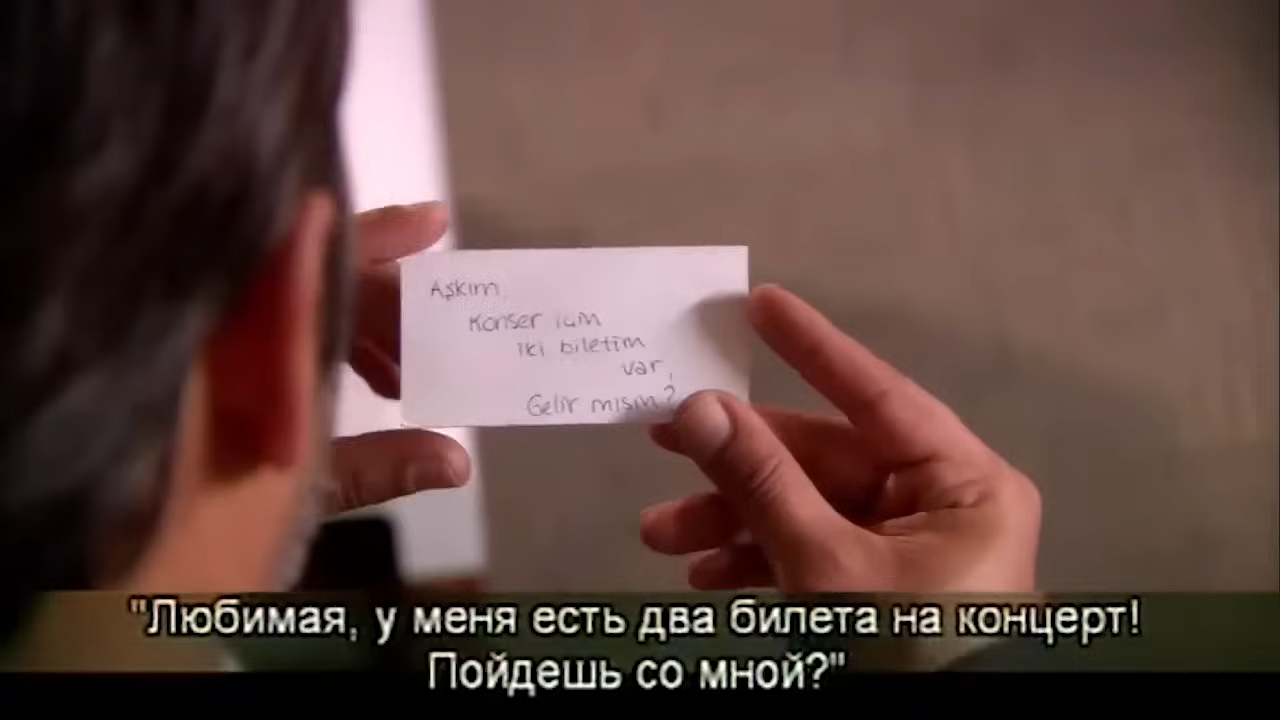 Aşkım,
Konser için
iki biletim
var,
Gelir misin?
"Любимая, у меня есть два билета на концерт!
Пойдешь со мной?"